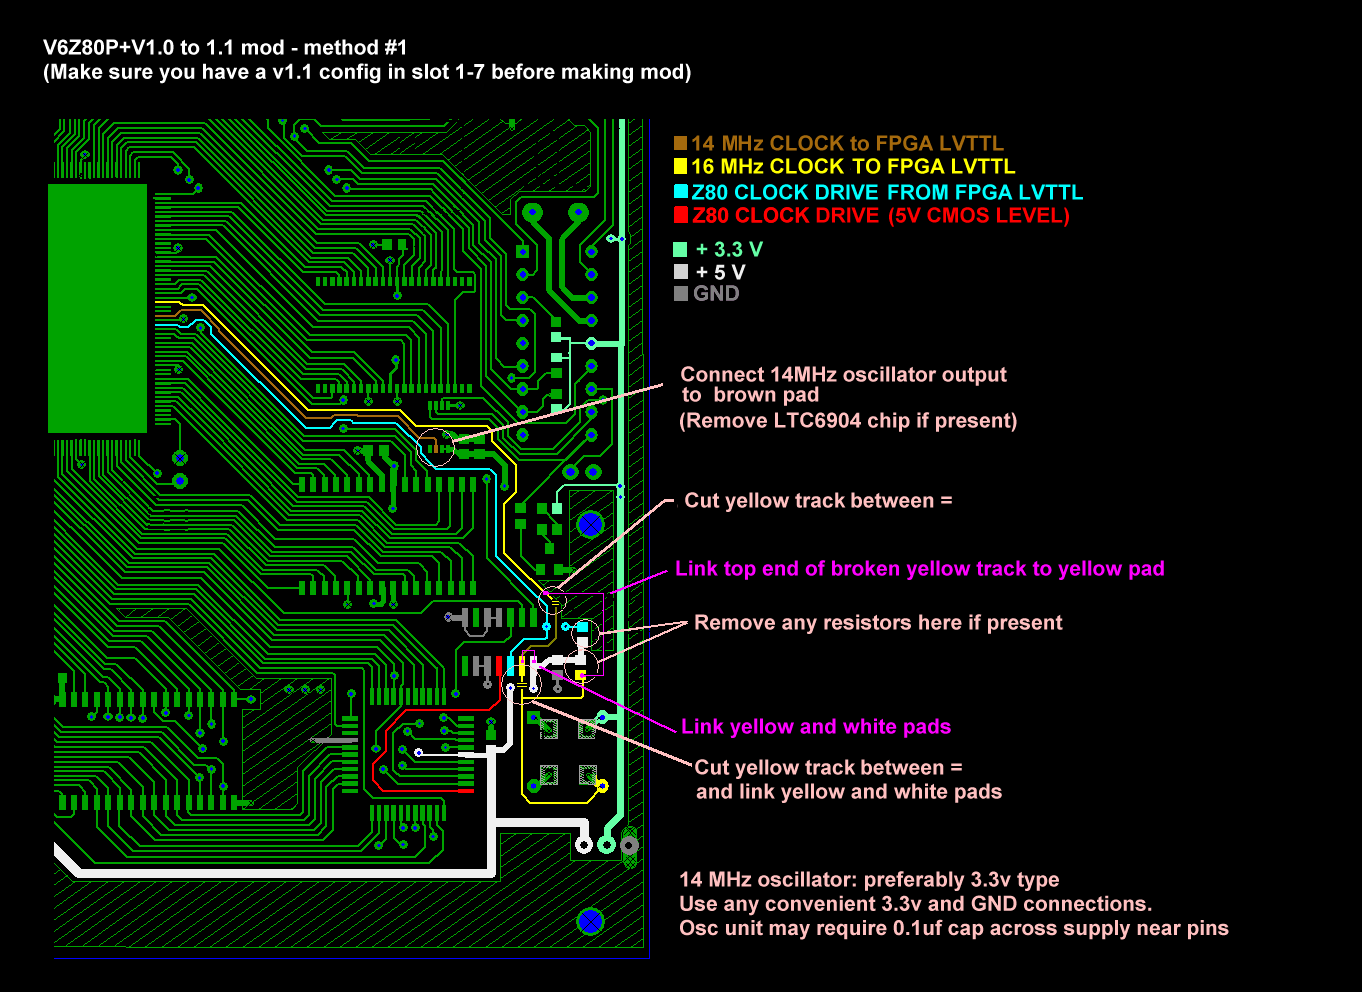 V6Z80P+V1.0 to 1.1 mod - method #1
(Make sure you have a v1.1 config in slot 1-7 before making mod)
14 MHz CLOCK to FPGA LVTTL
16 MHz CLOCK TO FPGA LVTTL
Z80 CLOCK DRIVE FROM FPGA LVTTL
Z80 CLOCK DRIVE (5V CMOS LEVEL)
+ 3.3 V
+ 5 V
GND
Connect 14MHz oscillator output
to brown pad
(Remove LTC6904 chip if present)
Cut yellow track between =
Link top end of broken yellow track to yellow pad
Remove any resistors here if present
Link yellow and white pads
Cut yellow track between =
and link yellow and white pads
14 MHz oscillator: preferably 3.3v type
Use any convenient 3.3v and GND connections.
Osc unit may require 0.1uf cap across supply near pins